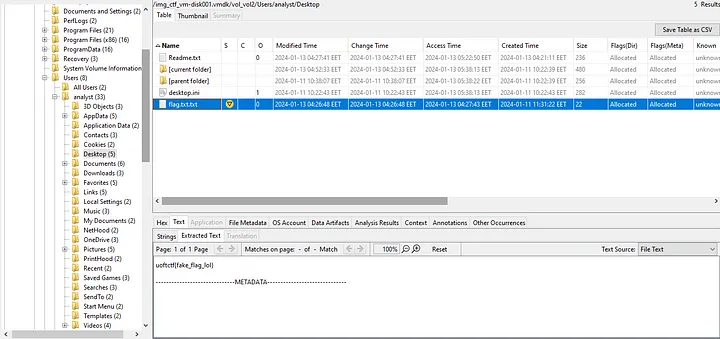 /img_ctf_vm-disk001.vmdk/vol_vol2/Users/analyst/Desktop
5 Results
Table Thumbnail Summary
Save Table as CSV
Name S C O Modified Time Change Time Access Time Created Time Size Flags(Dir) Flags(Meta) Known
Readme.txt 0 2024-01-13 04:27:41 EET 2024-01-13 04:27:41 EET 2024-01-13 05:22:50 EET 2024-01-13 04:21:11 EET 236 Allocated Allocated unknown
[current folder] 2024-01-13 04:52:33 EET 2024-01-13 04:52:33 EET 2024-01-13 05:38:29 EET 2024-01-11 10:22:39 EET 480 Allocated Allocated unknown
[parent folder] 2024-01-11 10:38:07 EET 2024-01-11 10:38:07 EET 2024-01-13 05:38:19 EET 2024-01-11 10:22:39 EET 256 Allocated Allocated unknown
desktop.ini 1 2024-01-11 10:22:43 EET 2024-01-11 10:22:43 EET 2024-01-13 05:38:13 EET 2024-01-11 10:22:43 EET 282 Allocated Allocated unknown
flag.txt.txt 0 2024-01-13 04:26:48 EET 2024-01-13 04:26:48 EET 2024-01-13 04:27:43 EET 2024-01-11 11:31:22 EET 22 Allocated Allocated unknown
Documents and Settings (2)
PerfLogs (2)
Program Files (21)
Program Files (x86) (16)
ProgramData (16)
Recovery (3)
System Volume Information
Users (8)
All Users (2)
analyst (33)
3D Objects (3)
AppData (5)
Application Data (2)
Contacts (3)
Cookies (2)
Desktop (5)
Documents (6)
Downloads (3)
Favorites (5)
Links (5)
Local Settings (2)
Music (3)
My Documents (2)
NetHood (2)
OneDrive (3)
Pictures (5)
PrintHood (2)
Recent (2)
Saved Games (3)
Searches (3)
SendTo (2)
Start Menu (2)
Templates (2)
Videos (4)
Hex Text Application File Metadata OS Account Data Artifacts Analysis Results Context Annotations Other Occurrences
Strings Extracted Text Translation
Page: 1 of 1 Page Matches on page: - of - Match 100% Reset Text Source: File Text
uoftctf{fake_flag_lol}
------------------------------METADATA------------------------------